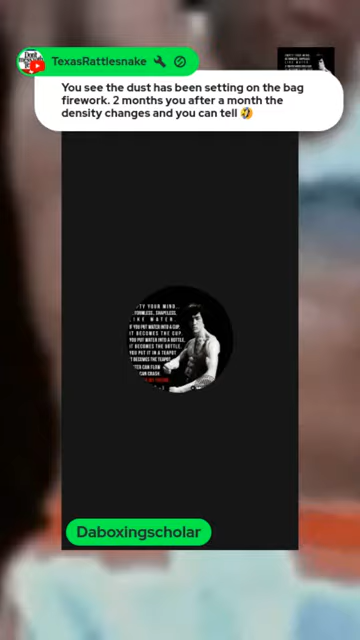 TexasRattlesnake
You see the dust has been setting on the bag
firework. 2 months you after a month the
density changes and you can tell 🤣
TY YOUR MIND...
FORMLESS.. SHAPELESS,
LIKE WATER.
IF YOU PUT WATER INTO A CUP,
IT BECOMES THE CUP.
YOU PUT WATER INTO A BOTTLE,
IT BECOMES THE BOTTLE.
YOU PUT IT IN A TEAPOT
T BECOMES THE TEAPOT.
TER CAN FLOW
CAN CRASH
Daboxingscholar